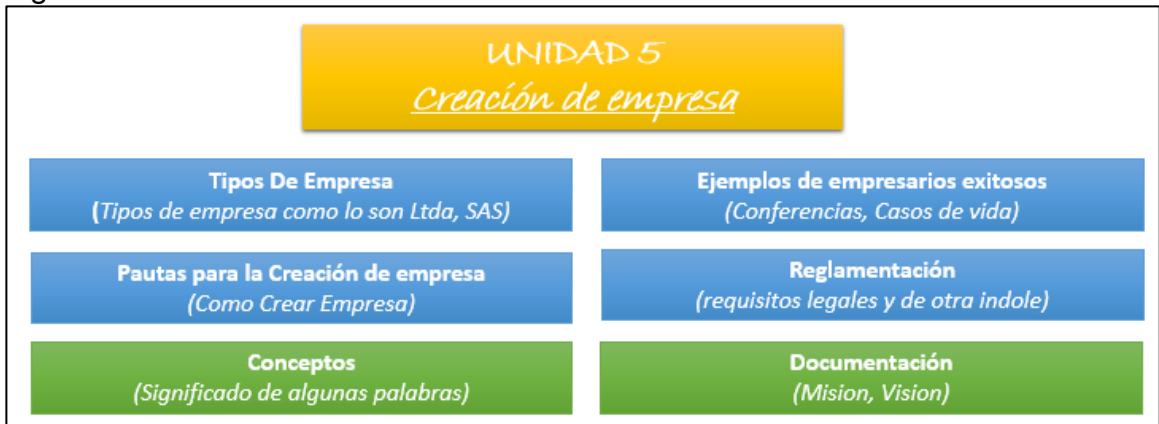 UNIDAD 5
Creación de empresa
Tipos De Empresa
(Tipos de empresa como lo son Ltda, SAS)
Ejemplos de empresarios exitosos
(Conferencias, Casos de vida)
Pautas para la Creación de empresa
(Como Crear Empresa)
Reglamentación
(requisitos legales y de otra indole)
Conceptos
(Significado de algunas palabras)
Documentación
(Mision, Vision)